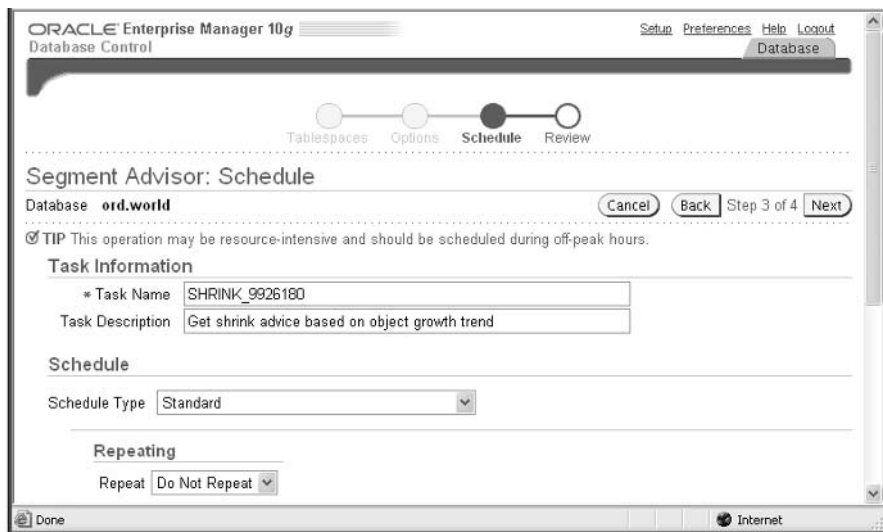 ORACLE Enterprise Manager 10g
Database Control
Setup Preferences Help Logout
Database
Tablespaces Options Schedule Review
Segment Advisor: Schedule
Database ord.world
Cancel Back Step 3 of 4 Next
TIP This operation may be resource-intensive and should be scheduled during off-peak hours.
Task Information
* Task Name SHRINK_9926180
Task Description Get shrink advice based on object growth trend
Schedule
Schedule Type Standard
Repeating
Repeat Do Not Repeat
Done Internet